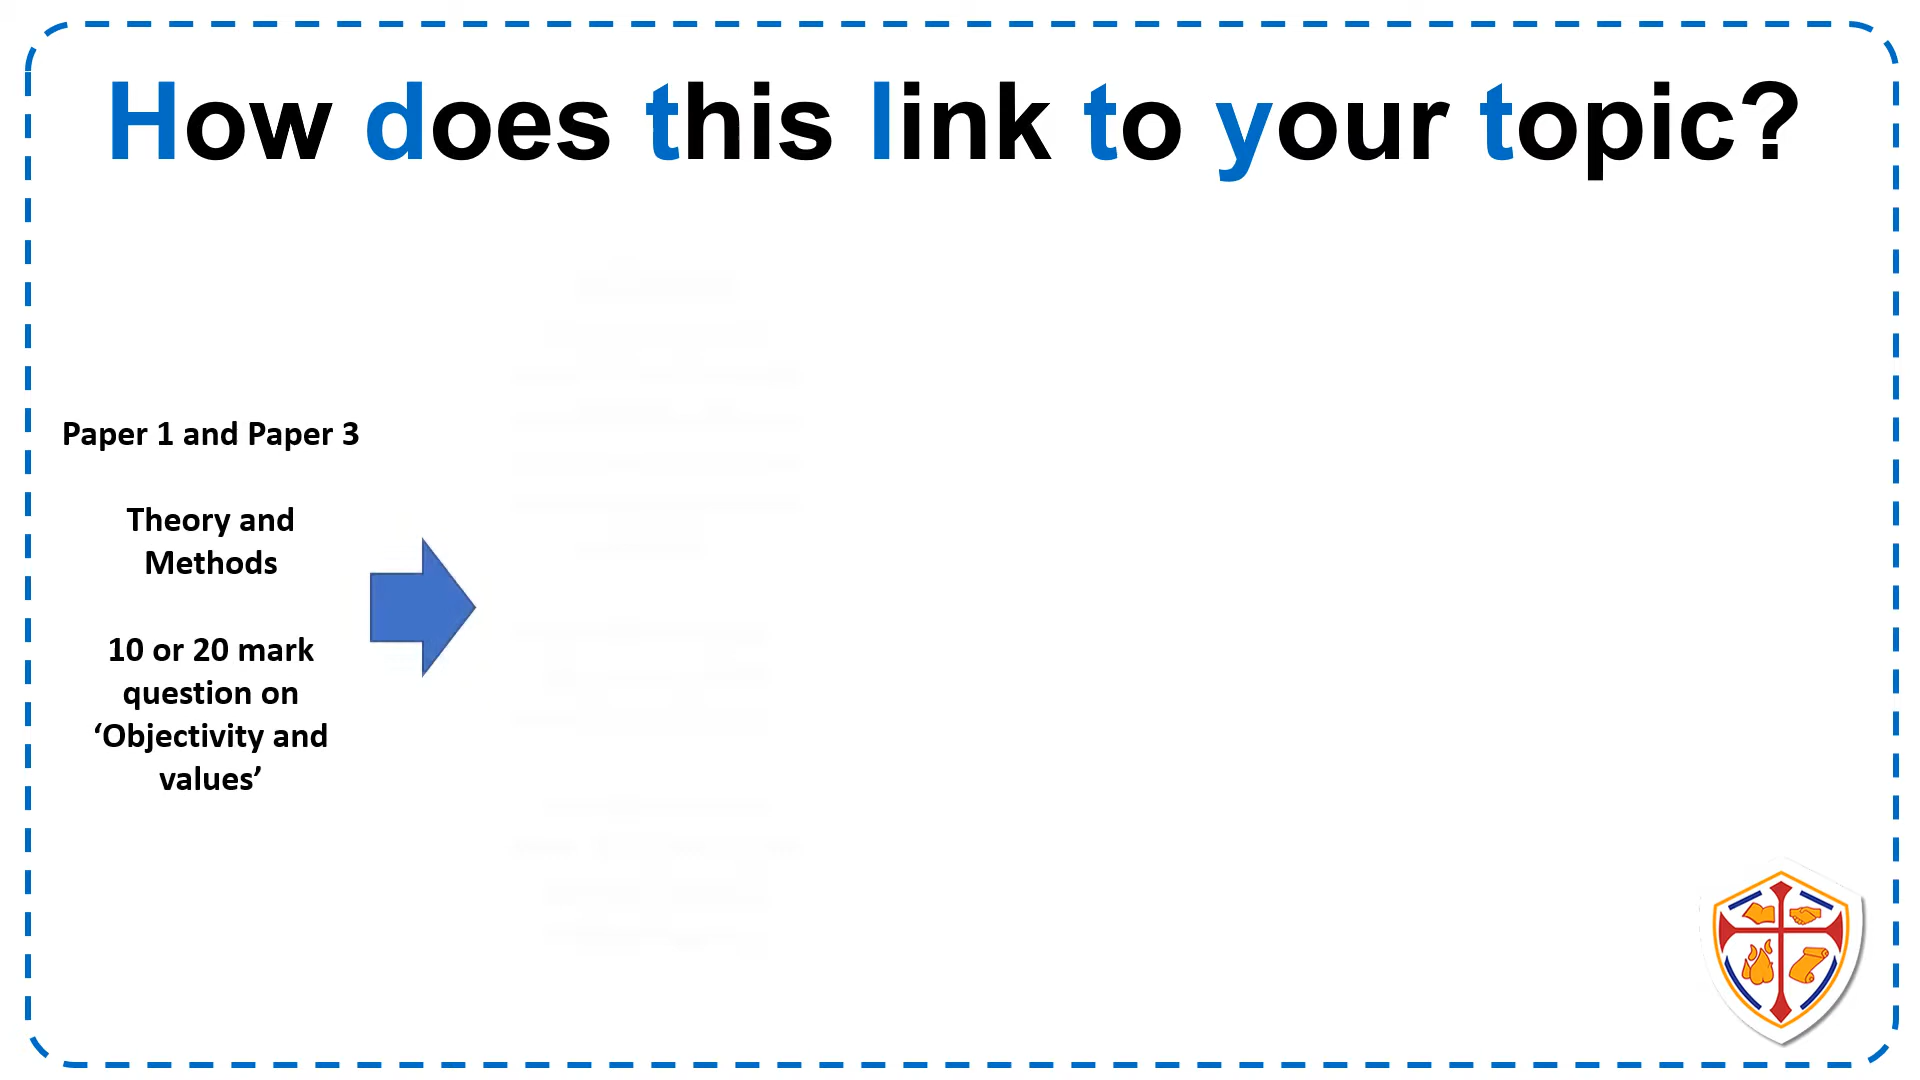 How does this link to your topic?
Paper 1 and Paper 3
Theory and
Methods
10 or 20 mark
question on
‘Objectivity and
values’